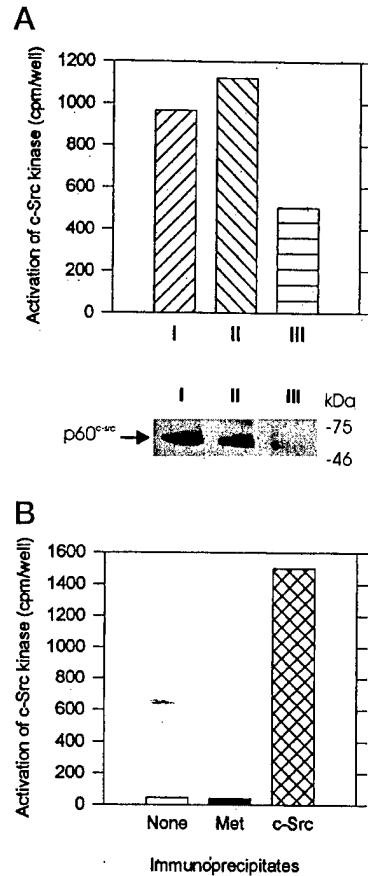 A
Activation of c-Src kinase (cpm/well)
1200
1000
800
600
400
200
0
I II III
I II III kDa
p60c-src
-75
-46
B
Activation of c-Src kinase (cpm/well)
1600
1400
1200
1000
800
600
400
200
0
None Met c-Src
Immunoprecipitates